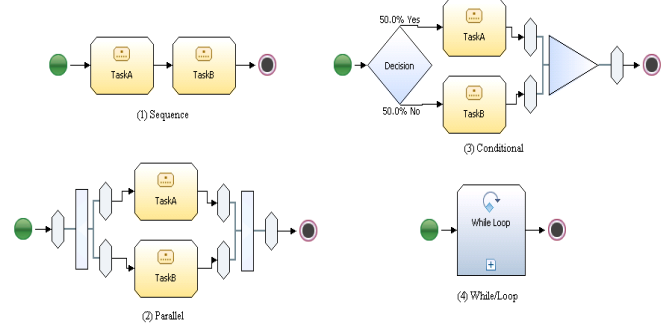 TaskA
TaskB
(1) Sequence
50.0% Yes
TaskA
Decision
TaskB
50.0% No
(3) Conditional
TaskA
TaskB
(2) Parallel
While Loop
(4) While/Loop